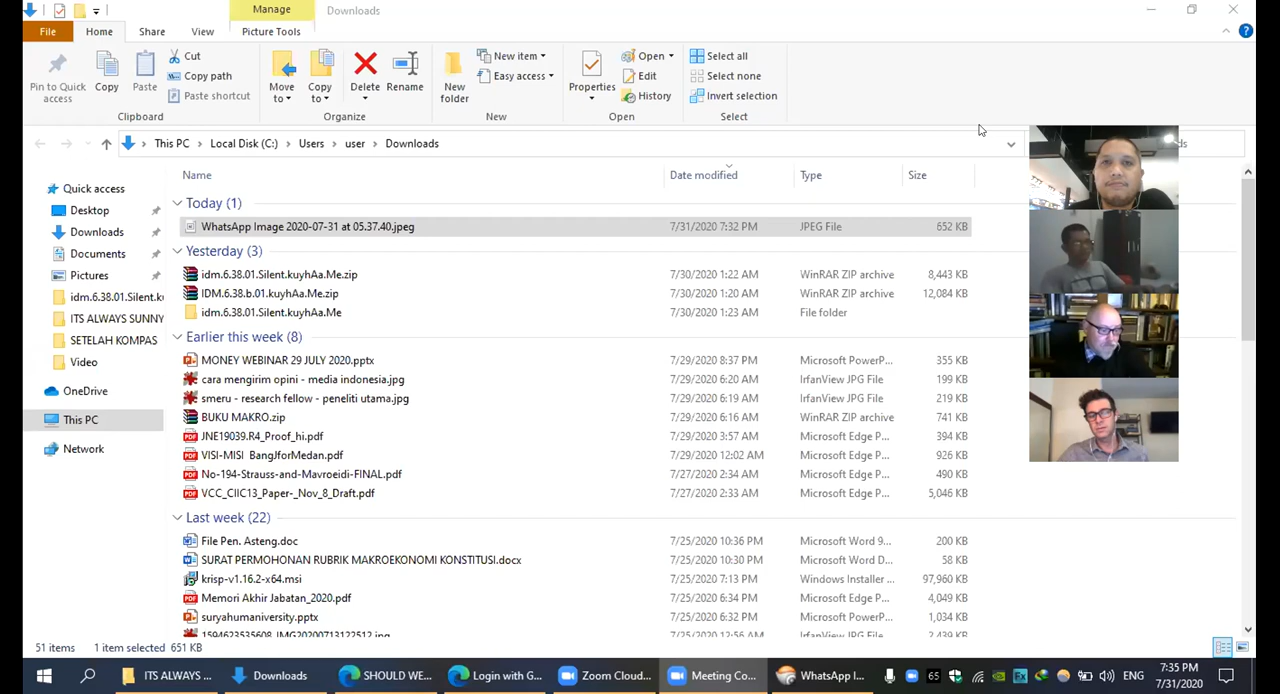 Manage
Downloads
File
Home
Share
View
Picture Tools
Pin to Quick access
Copy
Paste
Cut
Copy path
Paste shortcut
Clipboard
Move to
Copy to
Delete
Rename
Organize
New folder
New item
Easy access
New
Properties
Open
Edit
History
Open
Select all
Select none
Invert selection
Select
This PC > Local Disk (C:) > Users > user > Downloads
Name Date modified Type Size
Quick access
Desktop
Downloads
Documents
Pictures
idm.6.38.01.Silent.ku
ITS ALWAYS SUNNY
SETELAH KOMPAS
Video
OneDrive
This PC
Network
Today (1)
WhatsApp Image 2020-07-31 at 05.37.40.jpeg 7/31/2020 7:32 PM JPEG File 652 KB
Yesterday (3)
idm.6.38.01.Silent.kuyhAa.Me.zip 7/30/2020 1:22 AM WinRAR ZIP archive 8,443 KB
IDM.6.38.b.01.kuyhAa.Me.zip 7/30/2020 1:20 AM WinRAR ZIP archive 12,084 KB
idm.6.38.01.Silent.kuyhAa.Me 7/30/2020 1:23 AM File folder
Earlier this week (8)
MONEY WEBINAR 29 JULY 2020.pptx 7/29/2020 8:37 PM Microsoft PowerP... 355 KB
cara mengirim opini - media indonesia.jpg 7/29/2020 6:20 AM IrfanView JPG File 199 KB
smeru - research fellow - peneliti utama.jpg 7/29/2020 6:19 AM IrfanView JPG File 219 KB
BUKU MAKRO.zip 7/29/2020 6:16 AM WinRAR ZIP archive 741 KB
JNE19039.R4_Proof_hi.pdf 7/29/2020 3:57 AM Microsoft Edge P... 394 KB
VISI-MISI BangJforMedan.pdf 7/29/2020 12:02 AM Microsoft Edge P... 926 KB
No-194-Strauss-and-Mavroeidi-FINAL.pdf 7/27/2020 2:34 AM Microsoft Edge P... 490 KB
VCC_CIIC13_Paper-_Nov_8_Draft.pdf 7/27/2020 2:33 AM Microsoft Edge P... 5,046 KB
Last week (22)
File Pen. Asteng.doc 7/25/2020 10:36 PM Microsoft Word 9... 200 KB
SURAT PERMOHONAN RUBRIK MAKROEKONOMI KONSTITUSI.docx 7/25/2020 10:30 PM Microsoft Word D... 58 KB
krisp-v1.16.2-x64.msi 7/25/2020 7:13 PM Windows Installer ... 97,960 KB
Memori Akhir Jabatan_2020.pdf 7/25/2020 6:34 PM Microsoft Edge P... 4,049 KB
suryahumaniversity.pptx 7/25/2020 6:32 PM Microsoft PowerP... 1,034 KB
1594623535608_IMG20200713122512.jpg 7/25/2020 12:56 AM IrfanView JPG File 2,439 KB
51 items 1 item selected 651 KB
ITS ALWAYS ...
Downloads
SHOULD WE...
Login with G...
Zoom Cloud...
Meeting Co...
WhatsApp I...
65
ENG
7:35 PM
7/31/2020